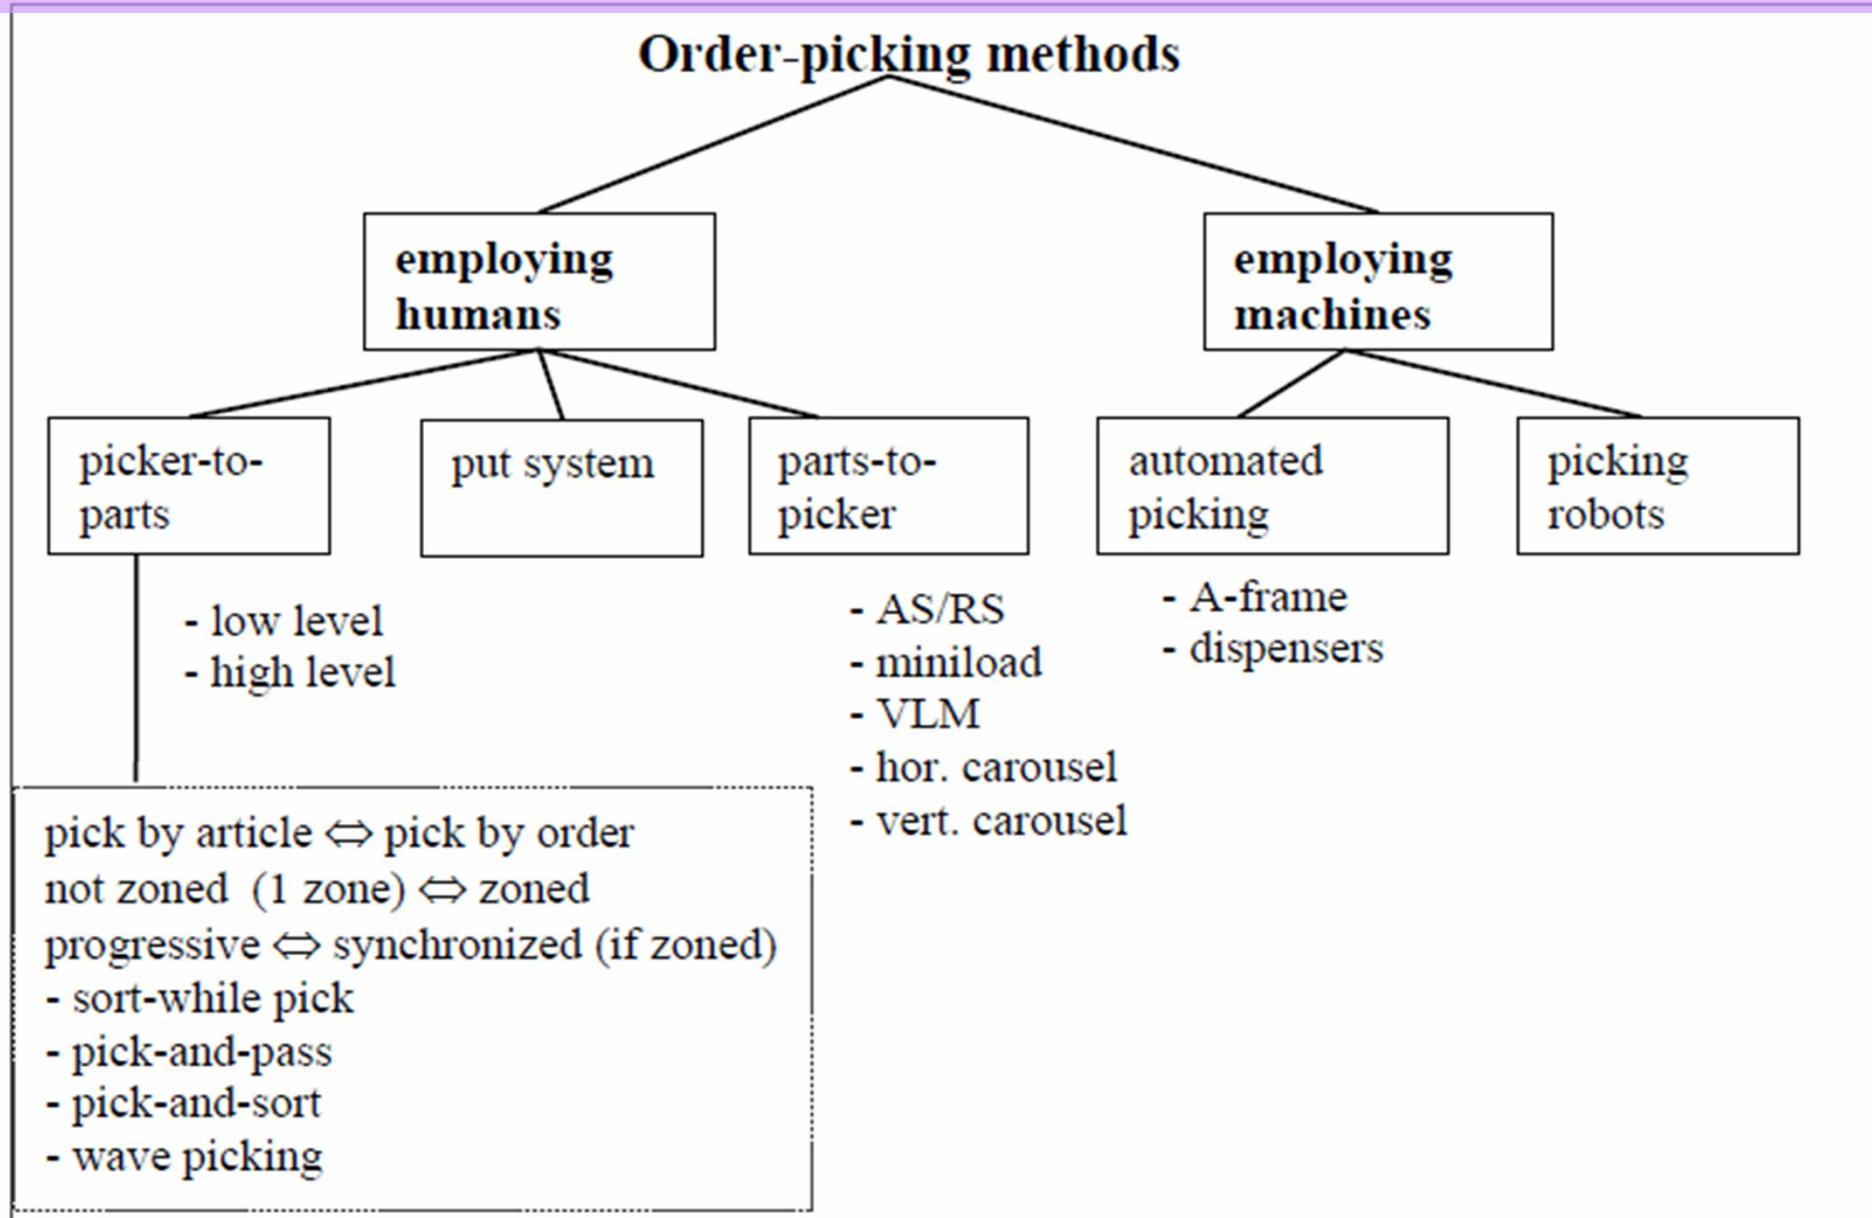 Order-picking methods
employing
humans
employing
machines
picker-to-
parts
put system
parts-to-
picker
automated
picking
picking
robots
- low level
- high level
- AS/RS
- miniload
- VLM
- hor. carousel
- vert. carousel
- A-frame
- dispensers
pick by article ⇔ pick by order
not zoned  (1 zone) ⇔ zoned
progressive ⇔ synchronized (if zoned)
- sort-while pick
- pick-and-pass
- pick-and-sort
- wave picking